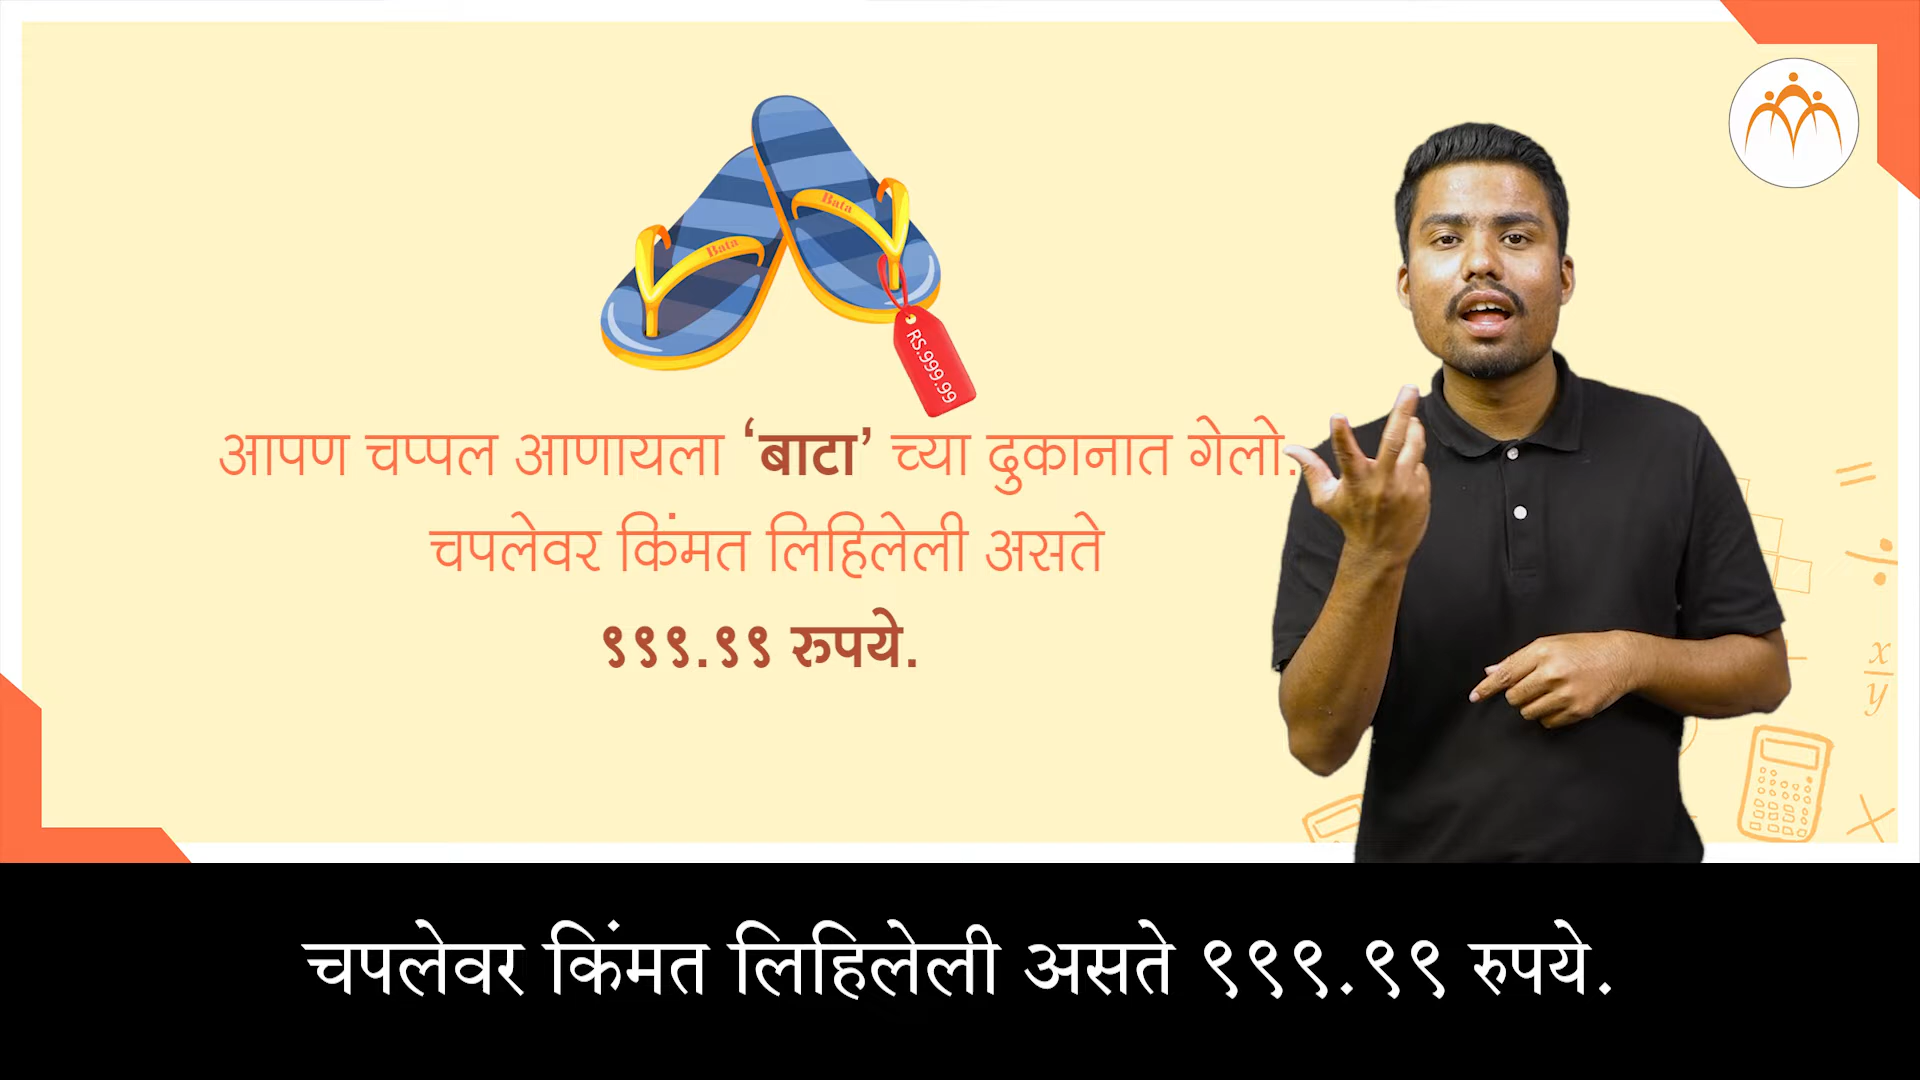 Bata
Bata
RS.999.99
आपण चप्पल आणायला ‘बाटा’ च्या दुकानात गेलो.
चपलेवर किंमत लिहिलेली असते
९९९.९९ रुपये.
=
÷
x
y
चपलेवर किंमत लिहिलेली असते ९९९.९९ रुपये.